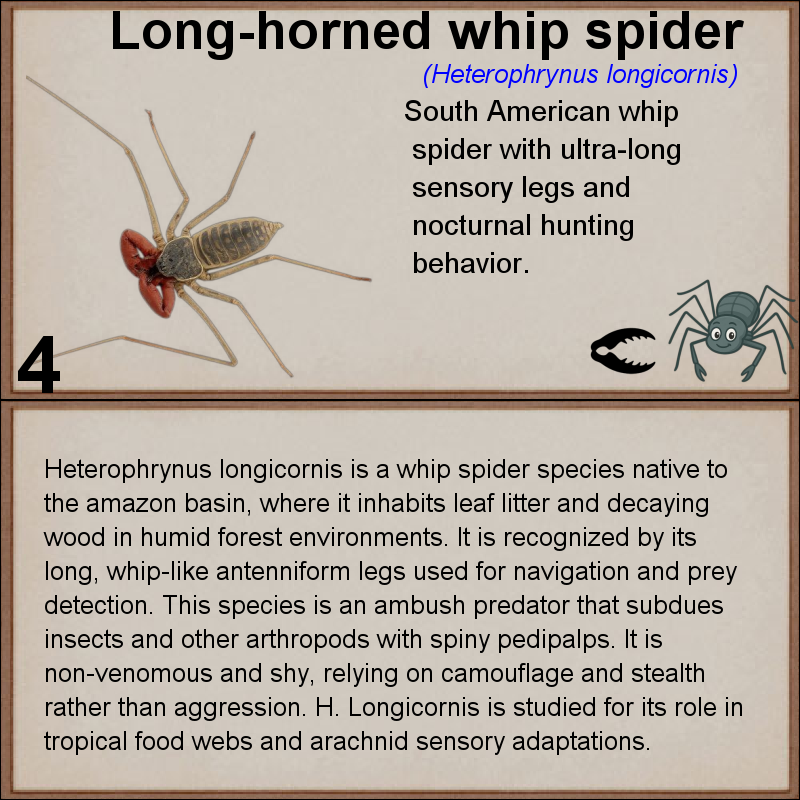 Long-horned whip spider
(Heterophrynus longicornis)
South American whip
spider with ultra-long
sensory legs and
nocturnal hunting
behavior.
4
Heterophrynus longicornis is a whip spider species native to
the amazon basin, where it inhabits leaf litter and decaying
wood in humid forest environments. It is recognized by its
long, whip-like antenniform legs used for navigation and prey
detection. This species is an ambush predator that subdues
insects and other arthropods with spiny pedipalps. It is
non-venomous and shy, relying on camouflage and stealth
rather than aggression. H. Longicornis is studied for its role in
tropical food webs and arachnid sensory adaptations.